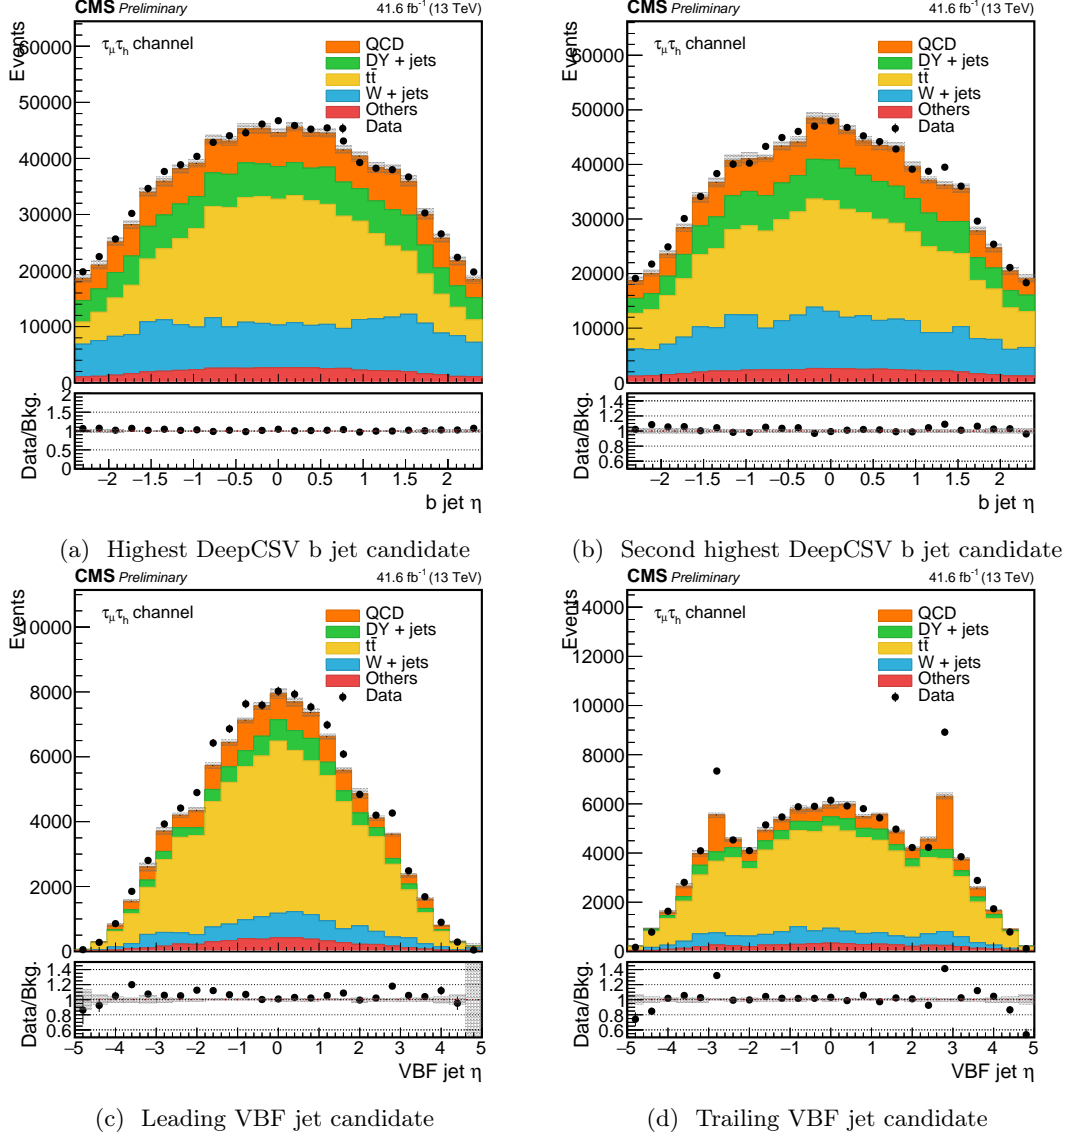 CMS Preliminary 41.6 fb⁻¹ (13 TeV)
Events
τ_μτ_h channel
QCD
DY + jets
tt̄
W + jets
Others
Data
60000
50000
40000
30000
20000
10000
0
Data/Bkg.
2
1.5
1
0.5
0
−2 −1.5 −1 −0.5 0 0.5 1 1.5 2
b jet η
(a) Highest DeepCSV b jet candidate
CMS Preliminary 41.6 fb⁻¹ (13 TeV)
Events
τ_μτ_h channel
QCD
DY + jets
tt̄
W + jets
Others
Data
60000
50000
40000
30000
20000
10000
0
Data/Bkg.
1.4
1.2
1
0.8
0.6
−2 −1.5 −1 −0.5 0 0.5 1 1.5 2
b jet η
(b) Second highest DeepCSV b jet candidate
CMS Preliminary 41.6 fb⁻¹ (13 TeV)
Events
τ_μτ_h channel
QCD
DY + jets
tt̄
W + jets
Others
Data
10000
8000
6000
4000
2000
0
Data/Bkg.
1.4
1.2
1
0.8
0.6
−5 −4 −3 −2 −1 0 1 2 3 4 5
VBF jet η
(c) Leading VBF jet candidate
CMS Preliminary 41.6 fb⁻¹ (13 TeV)
Events
τ_μτ_h channel
QCD
DY + jets
tt̄
W + jets
Others
Data
14000
12000
10000
8000
6000
4000
2000
0
Data/Bkg.
1.4
1.2
1
0.8
0.6
−5 −4 −3 −2 −1 0 1 2 3 4 5
VBF jet η
(d) Trailing VBF jet candidate